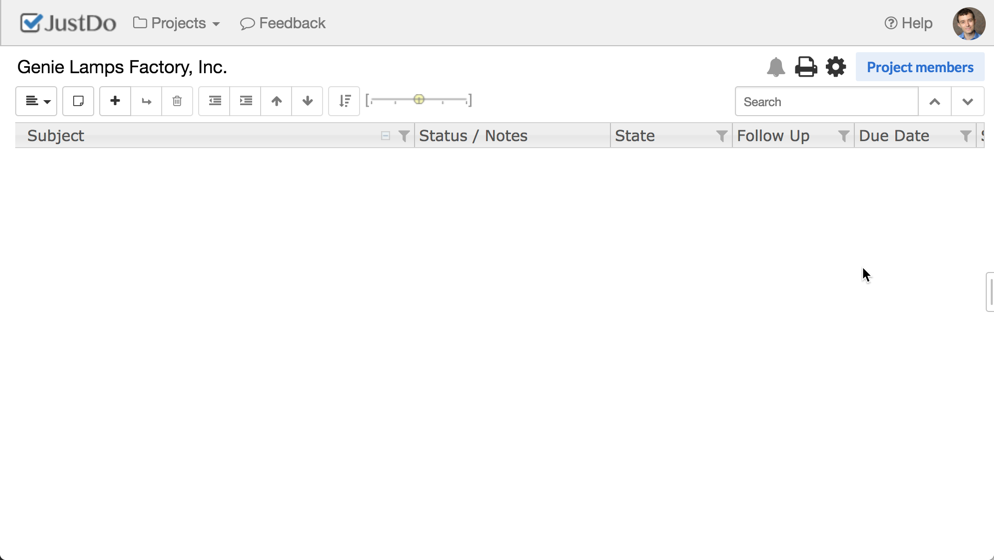 JustDo Projects Feedback Help
Genie Lamps Factory, Inc. Project members
Search
Subject Status / Notes State Follow Up Due Date